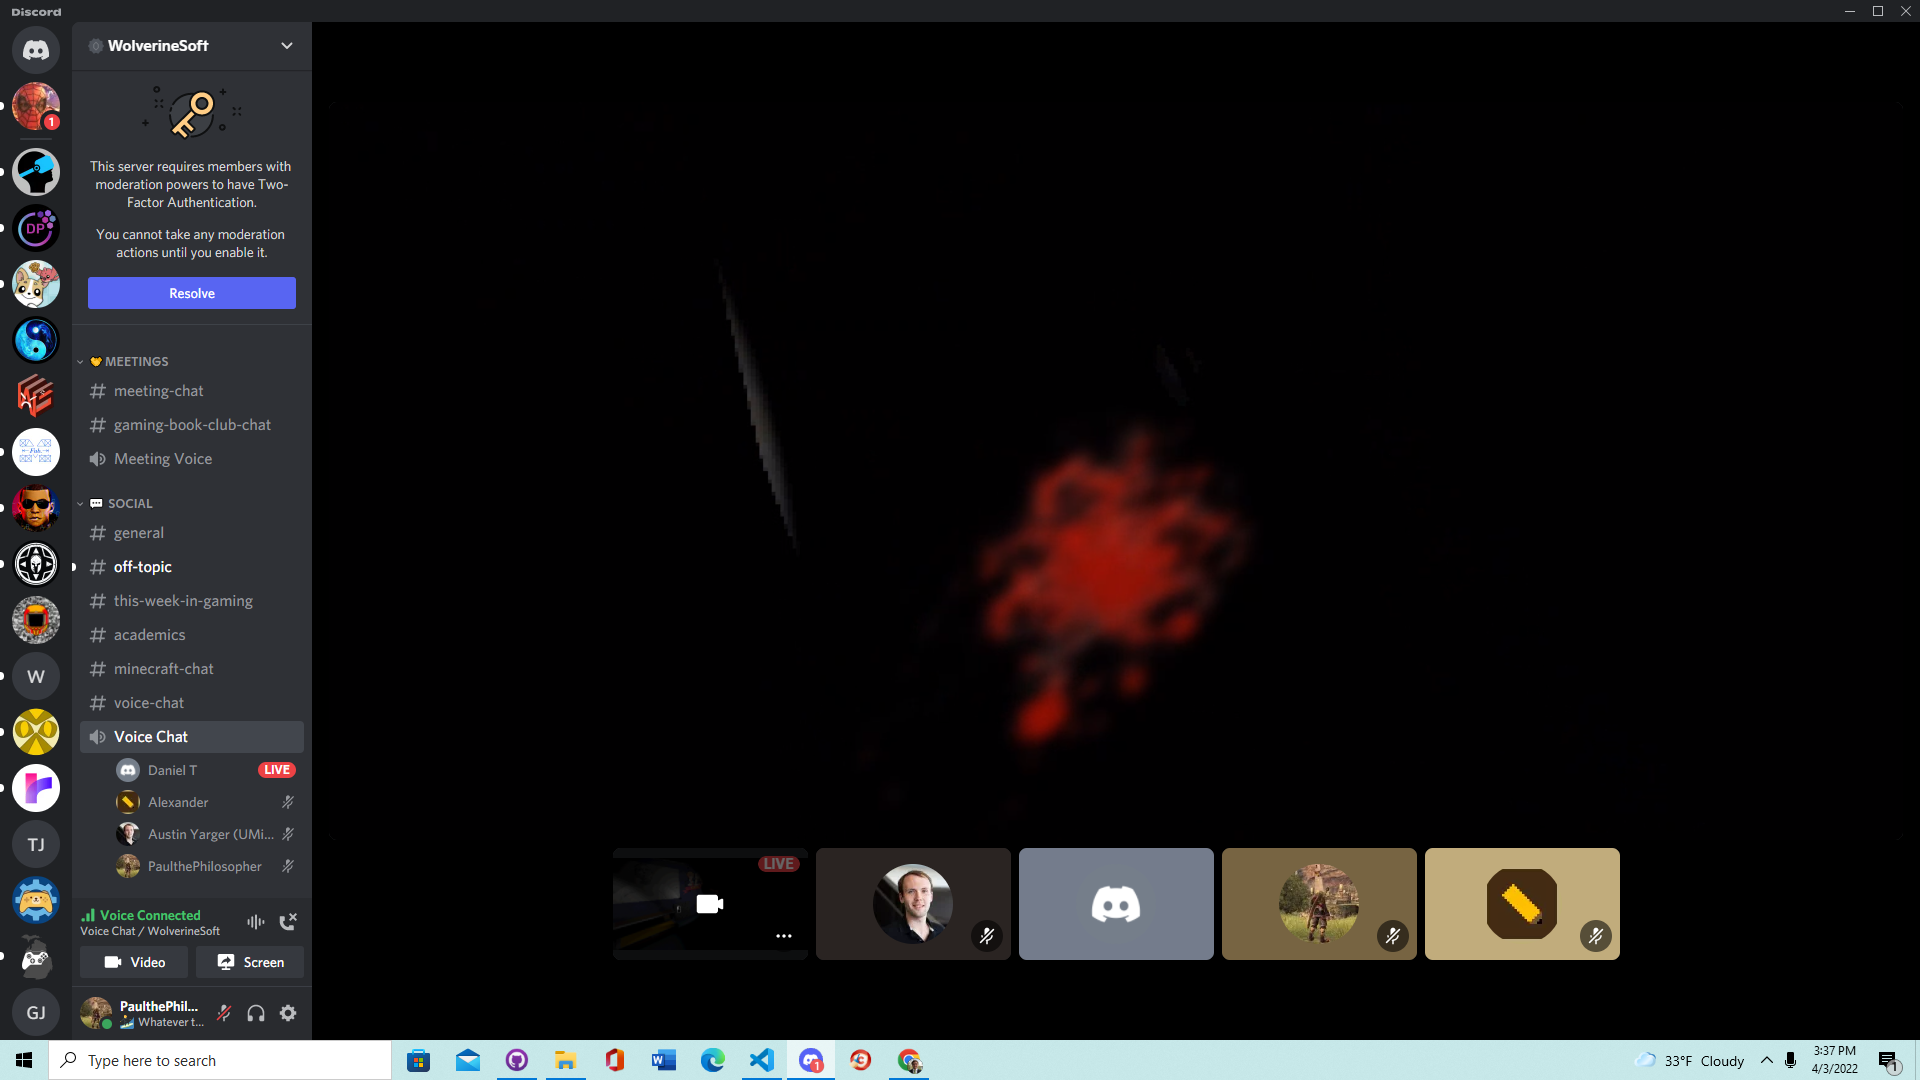 Discord
WolverineSoft
1
This server requires members with
moderation powers to have Two-
Factor Authentication.
You cannot take any moderation
actions until you enable it.
Resolve
DP
MEETINGS
meeting-chat
gaming-book-club-chat
Meeting Voice
SOCIAL
general
off-topic
this-week-in-gaming
academics
minecraft-chat
W
voice-chat
Voice Chat
Daniel T
LIVE
Alexander
Austin Yarger (UMi...
TJ
PaulthePhilosopher
LIVE
Voice Connected
Voice Chat / WolverineSoft
Video
Screen
PaulthePhil...
Whatever t...
GJ
Type here to search
1
33°F Cloudy
3:37 PM
4/3/2022
1